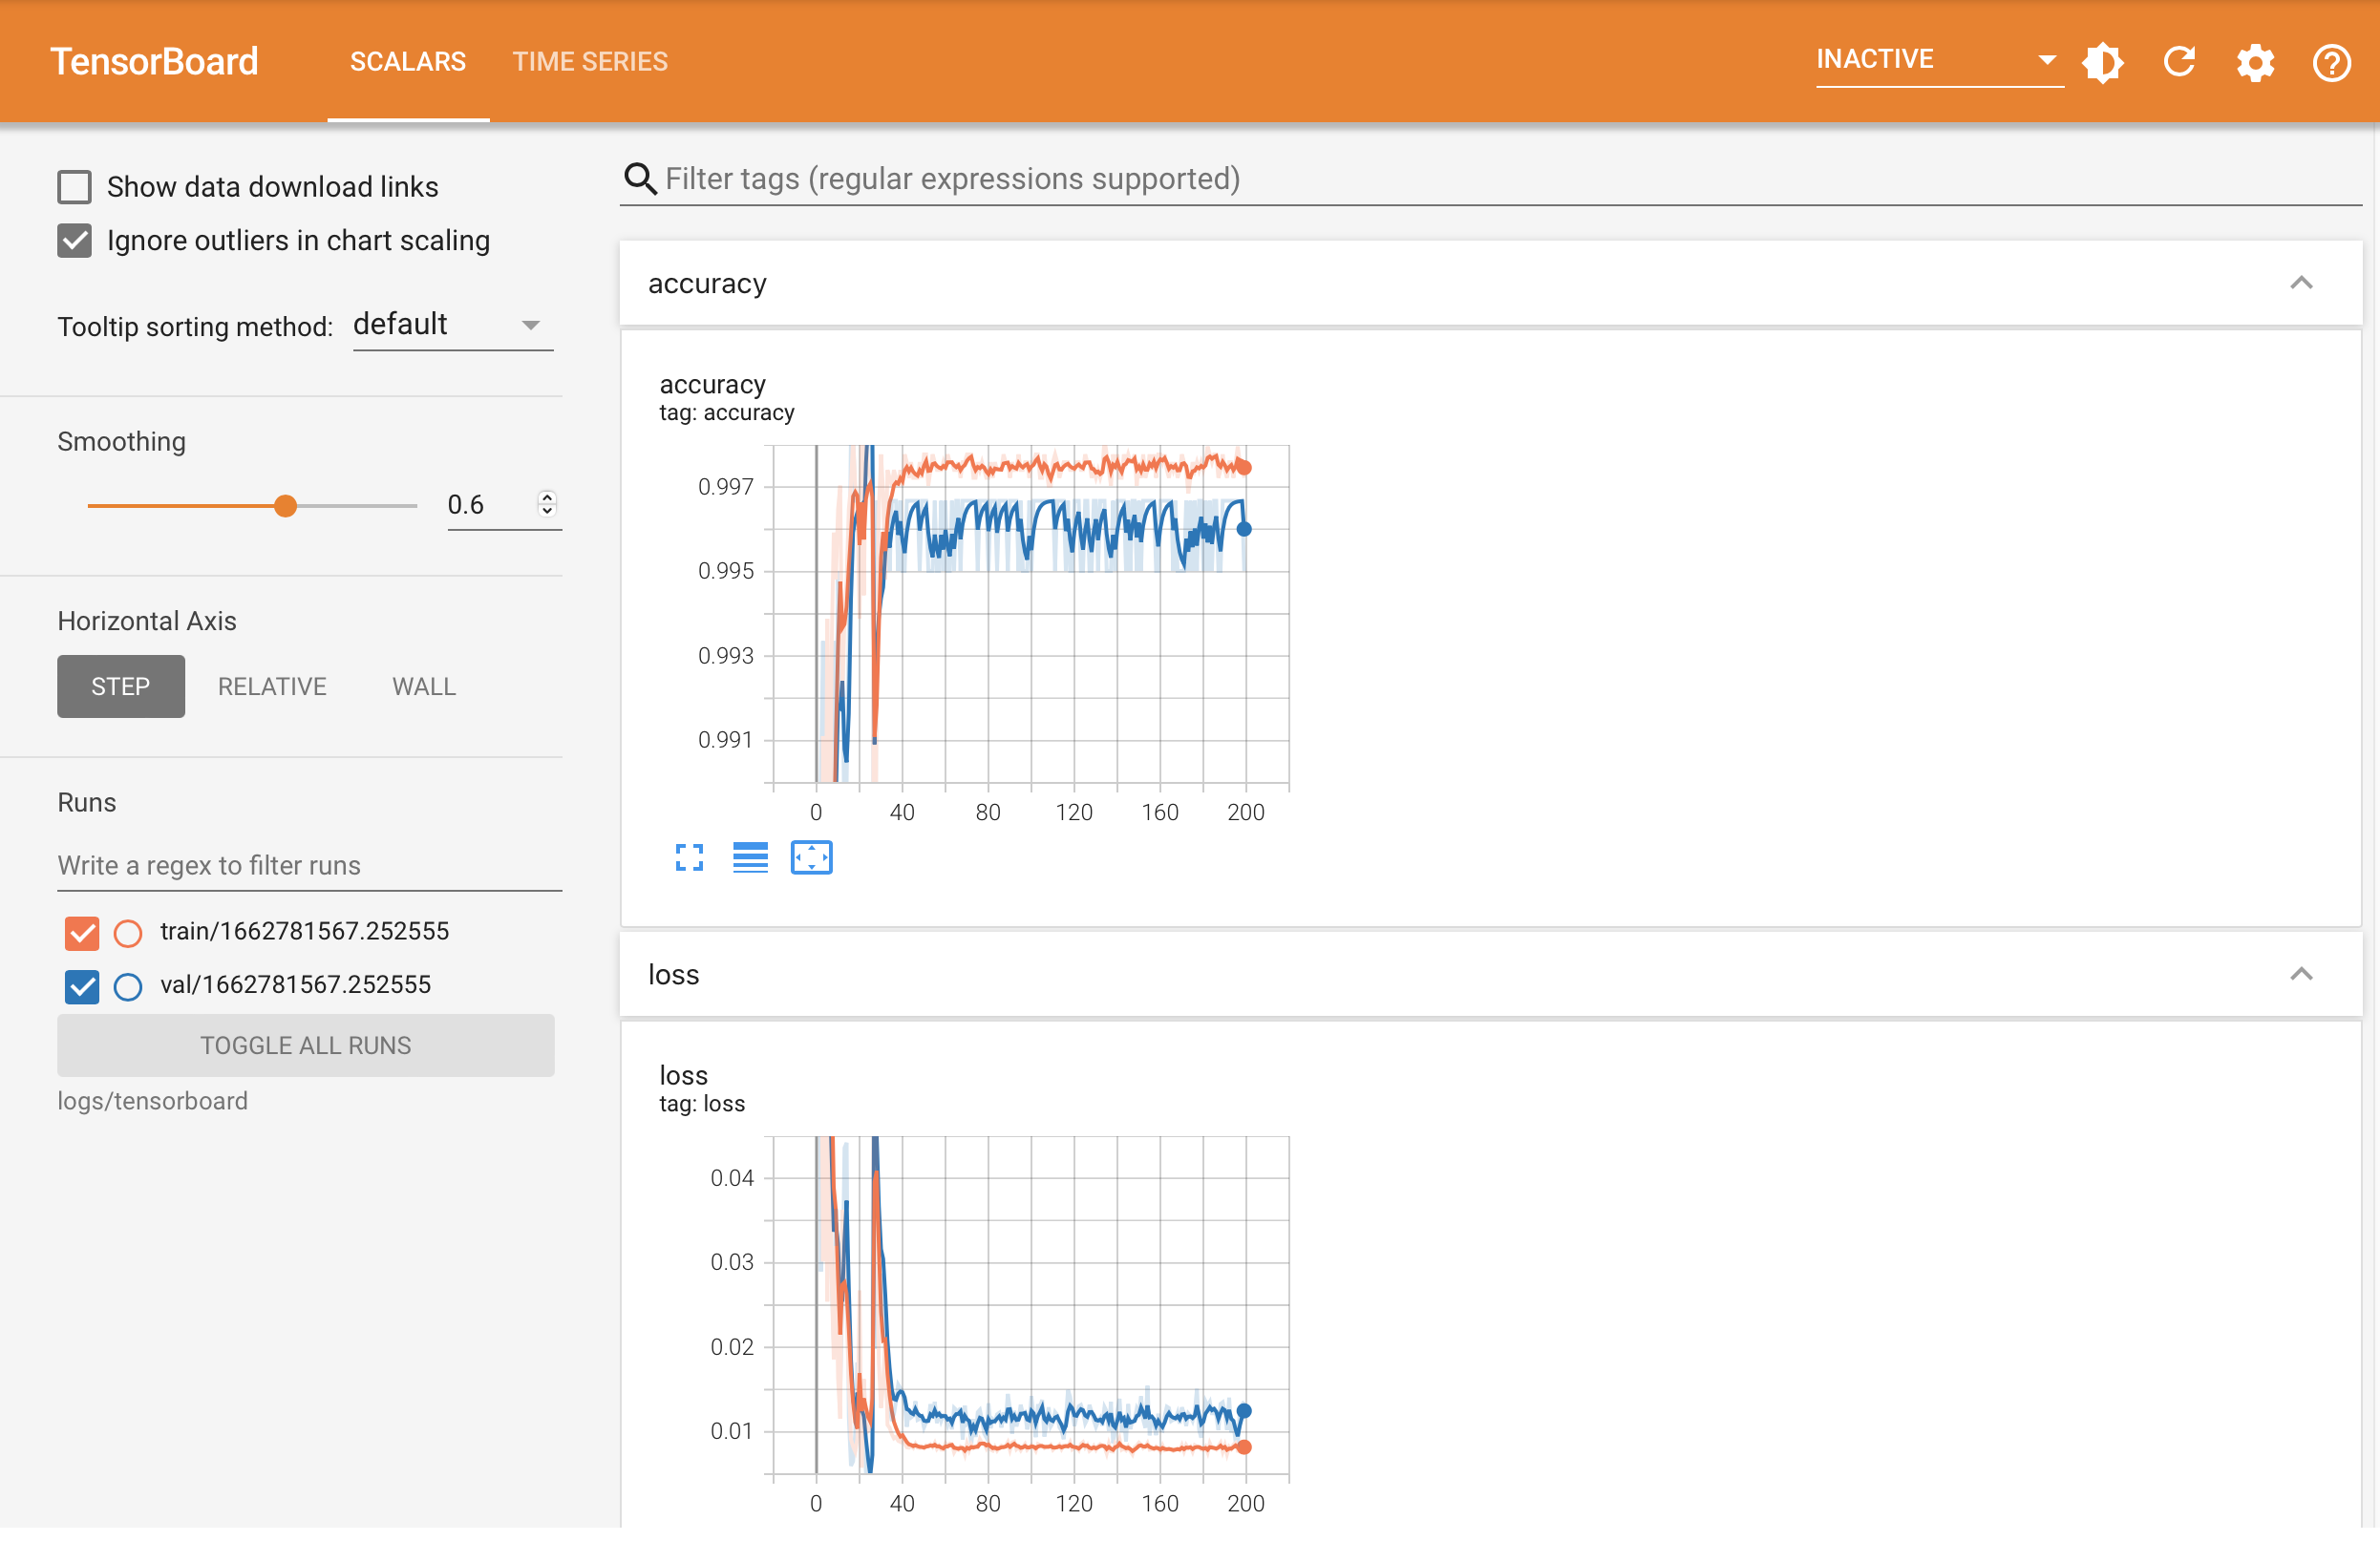 TensorBoard SCALARS TIME SERIES INACTIVE
Show data download links
Ignore outliers in chart scaling
Tooltip sorting method: default
Smoothing
0.6
Horizontal Axis
STEP RELATIVE WALL
Runs
Write a regex to filter runs
train/1662781567.252555
val/1662781567.252555
TOGGLE ALL RUNS
logs/tensorboard
Filter tags (regular expressions supported)
accuracy
accuracy
tag: accuracy
0.997
0.995
0.993
0.991
0 40 80 120 160 200
loss
loss
tag: loss
0.04
0.03
0.02
0.01
0 40 80 120 160 200